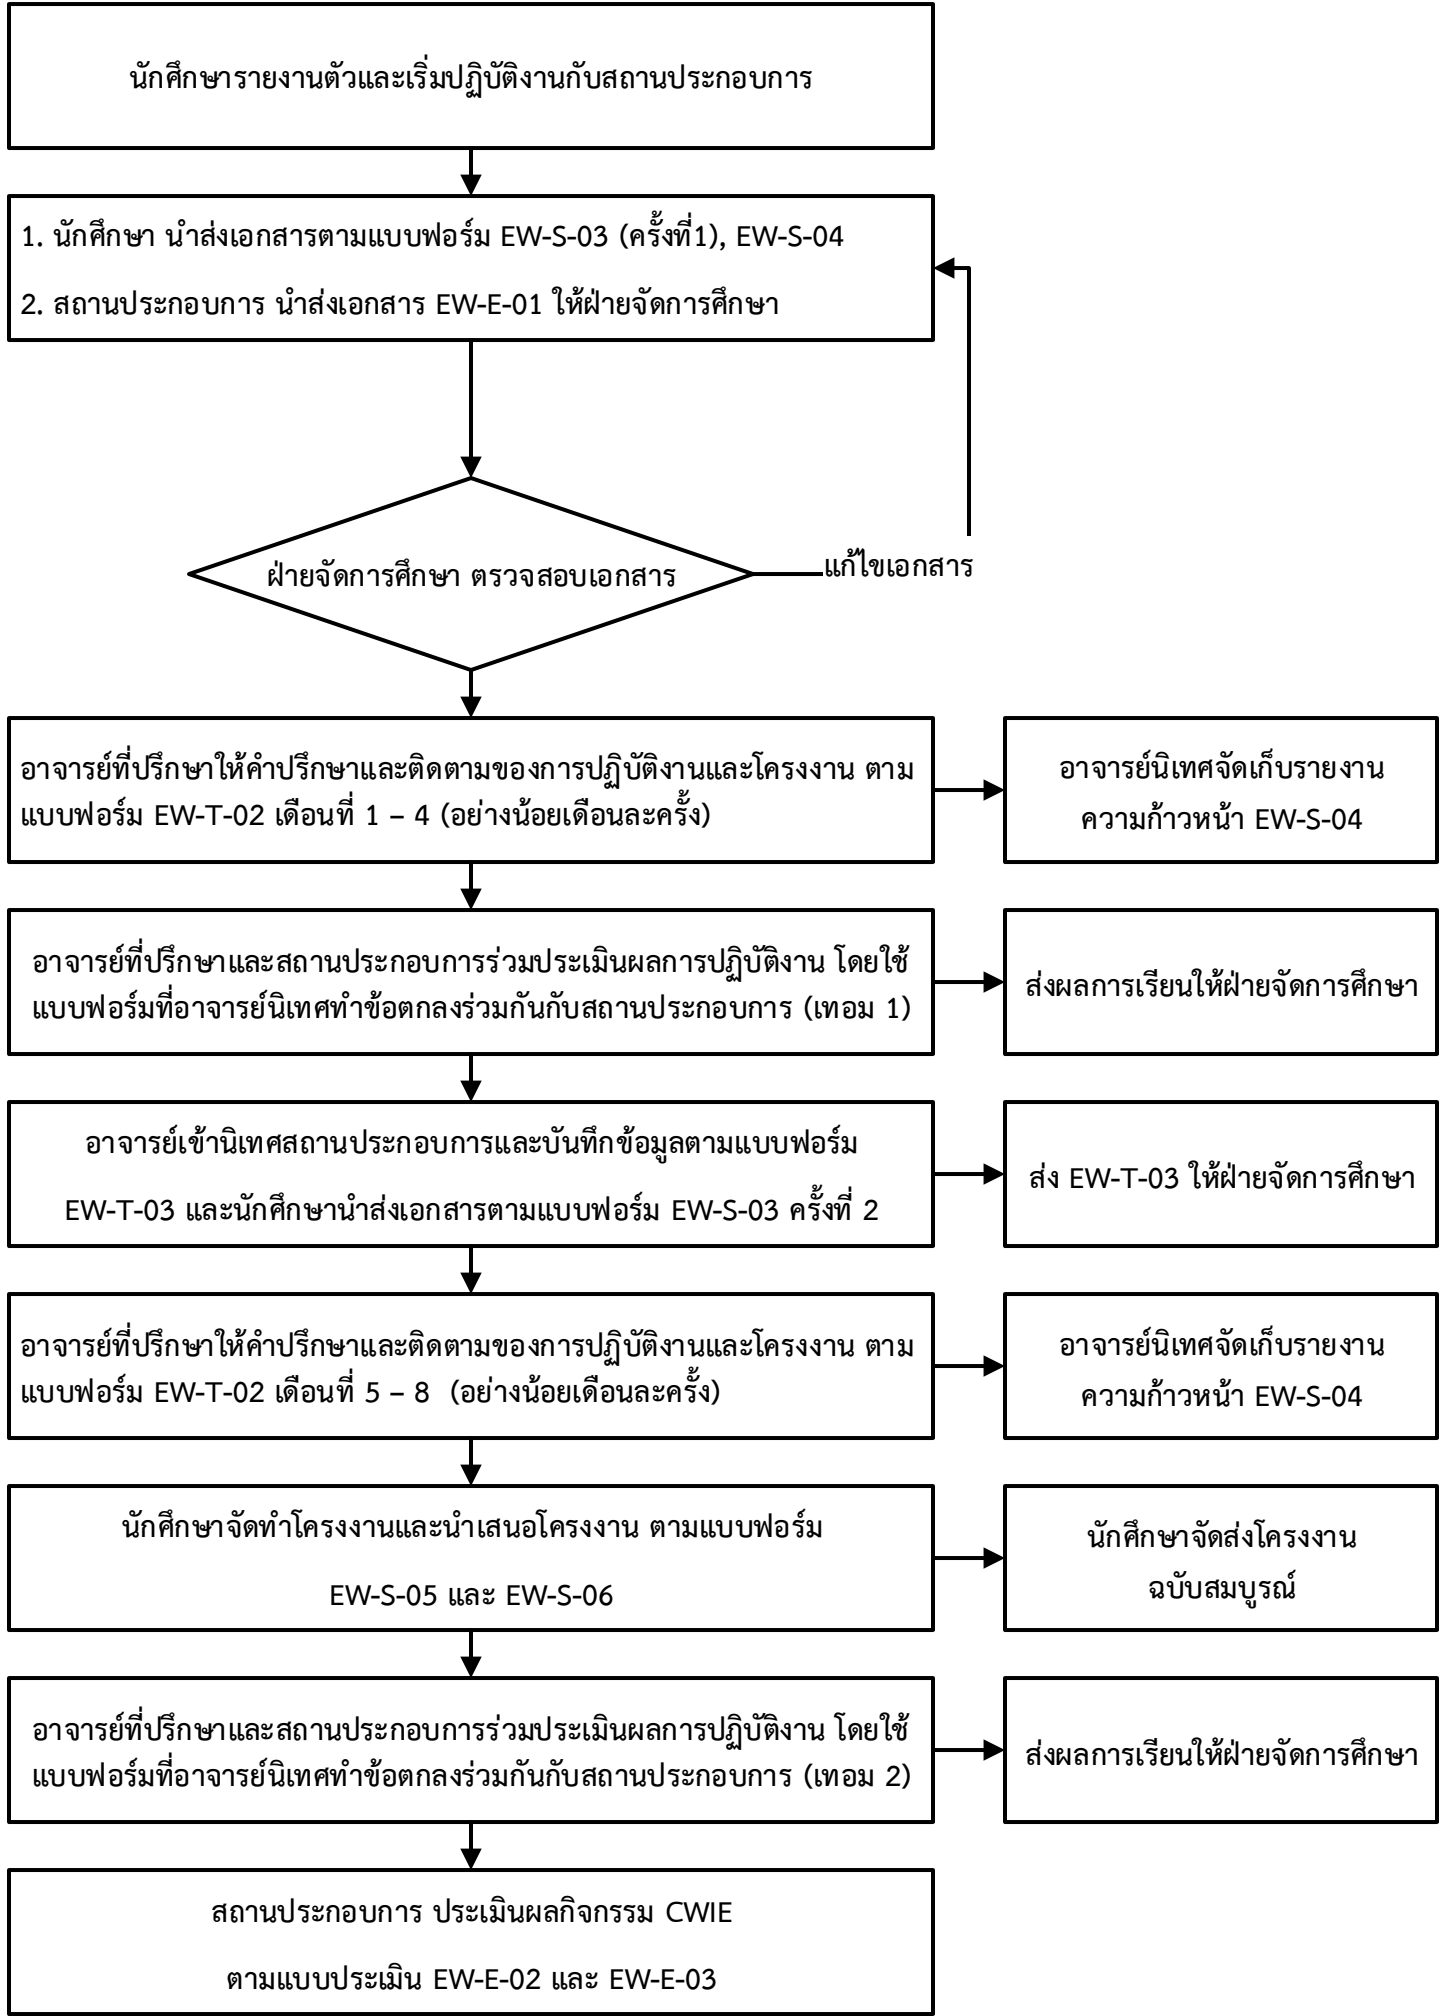 นักศึกษารายงานตัวและเริ่มปฏิบัติงานกับสถานประกอบการ
1. นักศึกษา นำส่งเอกสารตามแบบฟอร์ม EW-S-03 (ครั้งที่1), EW-S-04
2. สถานประกอบการ นำส่งเอกสาร EW-E-01 ให้ฝ่ายจัดการศึกษา
ฝ่ายจัดการศึกษา ตรวจสอบเอกสาร
แก้ไขเอกสาร
อาจารย์ที่ปรึกษาให้คำปรึกษาและติดตามของการปฏิบัติงานและโครงงาน ตาม
แบบฟอร์ม EW-T-02 เดือนที่ 1 – 4 (อย่างน้อยเดือนละครั้ง)
อาจารย์นิเทศจัดเก็บรายงาน
ความก้าวหน้า EW-S-04
อาจารย์ที่ปรึกษาและสถานประกอบการร่วมประเมินผลการปฏิบัติงาน โดยใช้
แบบฟอร์มที่อาจารย์นิเทศทำข้อตกลงร่วมกันกับสถานประกอบการ (เทอม 1)
ส่งผลการเรียนให้ฝ่ายจัดการศึกษา
อาจารย์เข้านิเทศสถานประกอบการและบันทึกข้อมูลตามแบบฟอร์ม
EW-T-03 และนักศึกษานำส่งเอกสารตามแบบฟอร์ม EW-S-03 ครั้งที่ 2
ส่ง EW-T-03 ให้ฝ่ายจัดการศึกษา
อาจารย์ที่ปรึกษาให้คำปรึกษาและติดตามของการปฏิบัติงานและโครงงาน ตาม
แบบฟอร์ม EW-T-02 เดือนที่ 5 – 8 (อย่างน้อยเดือนละครั้ง)
อาจารย์นิเทศจัดเก็บรายงาน
ความก้าวหน้า EW-S-04
นักศึกษาจัดทำโครงงานและนำเสนอโครงงาน ตามแบบฟอร์ม
EW-S-05 และ EW-S-06
นักศึกษาจัดส่งโครงงาน
ฉบับสมบูรณ์
อาจารย์ที่ปรึกษาและสถานประกอบการร่วมประเมินผลการปฏิบัติงาน โดยใช้
แบบฟอร์มที่อาจารย์นิเทศทำข้อตกลงร่วมกันกับสถานประกอบการ (เทอม 2)
ส่งผลการเรียนให้ฝ่ายจัดการศึกษา
สถานประกอบการ ประเมินผลกิจกรรม CWIE
ตามแบบประเมิน EW-E-02 และ EW-E-03